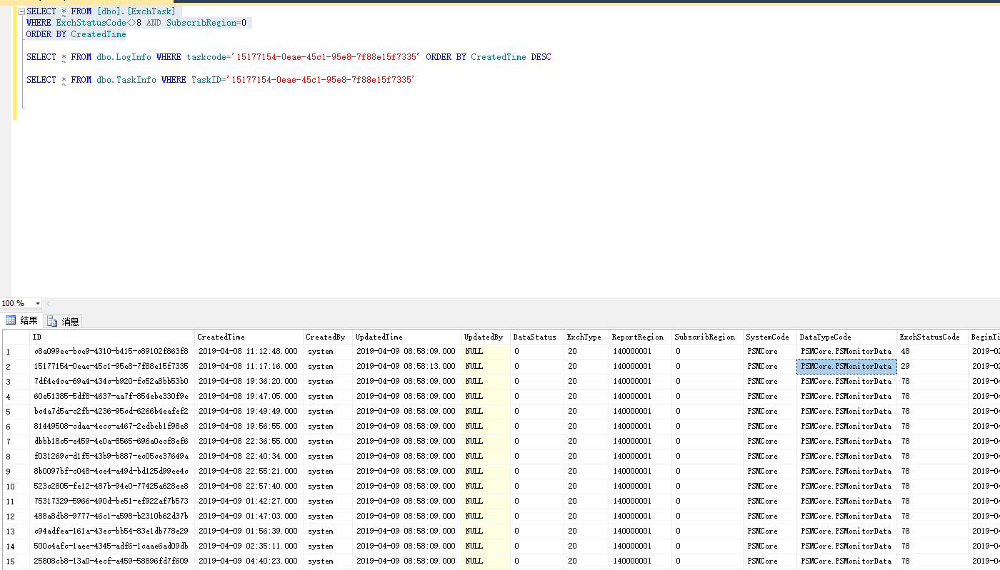 SELECT * FROM [dbo].[ExchTask]
WHERE ExchStatusCode<>8 AND SubscribRegion=0
ORDER BY CreatedTime
SELECT * FROM dbo.LogInfo WHERE taskcode='15177154-0eae-45c1-95e8-7f88e15f7335' ORDER BY CreatedTime DESC
SELECT * FROM dbo.TaskInfo WHERE TaskID='15177154-0eae-45c1-95e8-7f88e15f7335'
100 %
结果 消息
ID CreatedTime CreatedBy UpdatedTime UpdatedBy DataStatus ExchType ReportRegion SubscribRegion SystemCode DataTypeCode ExchStatusCode BeginTi
1 c8a099ee-bce9-4310-b415-c89102f863f8 2019-04-08 11:12:48.000 system 2019-04-09 08:58:09.000 NULL 0 20 140000001 0 PSMCore PSMCore.PSMonitorData 48 2019-02
2 15177154-0eae-45c1-95e8-7f88e15f7335 2019-04-08 11:17:16.000 system 2019-04-09 08:58:13.000 NULL 0 20 140000001 0 PSMCore PSMCore.PSMonitorData 29 2019-02
3 7df4e4ca-69a4-434c-b920-fc52a8bb53b0 2019-04-08 19:36:20.000 system 2019-04-09 08:58:09.000 NULL 0 20 140000001 0 PSMCore PSMCore.PSMonitorData 78 2019-04
4 60e51385-5df8-4637-aa7f-854ebe330f9e 2019-04-08 19:47:05.000 system 2019-04-09 08:58:09.000 NULL 0 20 140000001 0 PSMCore PSMCore.PSMonitorData 78 2019-04
5 bc4a7d5a-c2fb-4236-95cd-6266b4eafef2 2019-04-08 19:49:49.000 system 2019-04-09 08:58:09.000 NULL 0 20 140000001 0 PSMCore PSMCore.PSMonitorData 78 2019-04
6 81449508-cdaa-4ecc-a467-2edbeb1f98e8 2019-04-08 19:56:55.000 system 2019-04-09 08:58:09.000 NULL 0 20 140000001 0 PSMCore PSMCore.PSMonitorData 78 2019-04
7 dbbb18c5-e459-4e0a-8565-696a0ecf8ef6 2019-04-08 22:36:55.000 system 2019-04-09 08:58:09.000 NULL 0 20 140000001 0 PSMCore PSMCore.PSMonitorData 78 2019-04
8 f031269c-d1f5-43b9-b887-ec05ce37649a 2019-04-08 22:40:34.000 system 2019-04-09 08:58:09.000 NULL 0 20 140000001 0 PSMCore PSMCore.PSMonitorData 78 2019-04
9 8b0097bf-c048-4ce4-a49d-bd125d99ee4c 2019-04-08 22:55:21.000 system 2019-04-09 08:58:09.000 NULL 0 20 140000001 0 PSMCore PSMCore.PSMonitorData 78 2019-04
10 523c2805-fe12-487b-94e0-77425a628ee8 2019-04-08 22:57:40.000 system 2019-04-09 08:58:09.000 NULL 0 20 140000001 0 PSMCore PSMCore.PSMonitorData 78 2019-04
11 75317329-5966-490d-be51-ef922af7b573 2019-04-09 01:42:27.000 system 2019-04-09 08:58:09.000 NULL 0 20 140000001 0 PSMCore PSMCore.PSMonitorData 78 2019-04
12 488a8db8-9777-46c1-a598-b2310b62d37b 2019-04-09 01:47:03.000 system 2019-04-09 08:58:09.000 NULL 0 20 140000001 0 PSMCore PSMCore.PSMonitorData 78 2019-04
13 c94adfea-161a-43ec-bb54-83e1db778e29 2019-04-09 01:56:39.000 system 2019-04-09 08:58:09.000 NULL 0 20 140000001 0 PSMCore PSMCore.PSMonitorData 78 2019-04
14 500c4afc-1aee-4345-adf6-1caae6ad09db 2019-04-09 02:35:11.000 system 2019-04-09 08:58:09.000 NULL 0 20 140000001 0 PSMCore PSMCore.PSMonitorData 78 2019-04
15 25808cb8-13a0-4ecf-a459-58896fd7f609 2019-04-09 04:40:23.000 system 2019-04-09 08:58:09.000 NULL 0 20 140000001 0 PSMCore PSMCore.PSMonitorData 78 2019-04